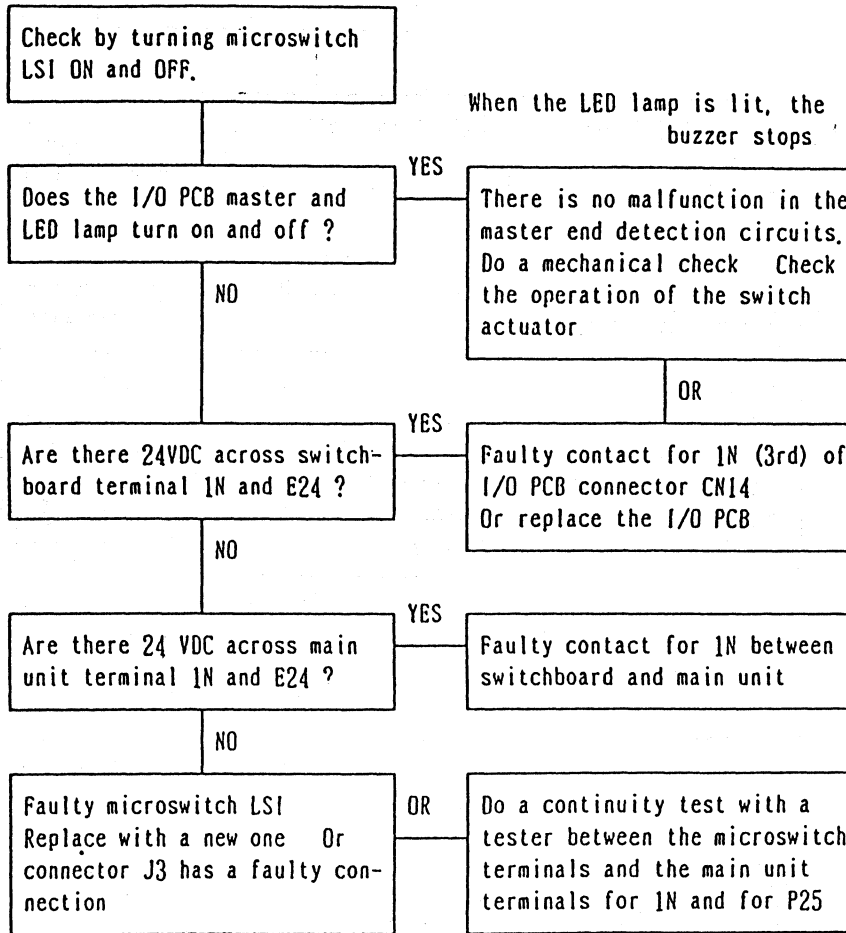 Check by turning microswitch
LSI ON and OFF.
When the LED lamp is lit, the
buzzer stops
YES
Does the I/O PCB master and
LED lamp turn on and off ?
There is no malfunction in the
master end detection circuits.
Do a mechanical check Check
the operation of the switch
actuator
NO
OR
YES
Are there 24VDC across switch-
board terminal 1N and E24 ?
Faulty contact for 1N (3rd) of
I/O PCB connector CN14
Or replace the I/O PCB
NO
YES
Are there 24 VDC across main
unit terminal 1N and E24 ?
Faulty contact for 1N between
switchboard and main unit
NO
Faulty microswitch LSI
Replace with a new one Or
connector J3 has a faulty con-
nection
OR
Do a continuity test with a
tester between the microswitch
terminals and the main unit
terminals for 1N and for P25